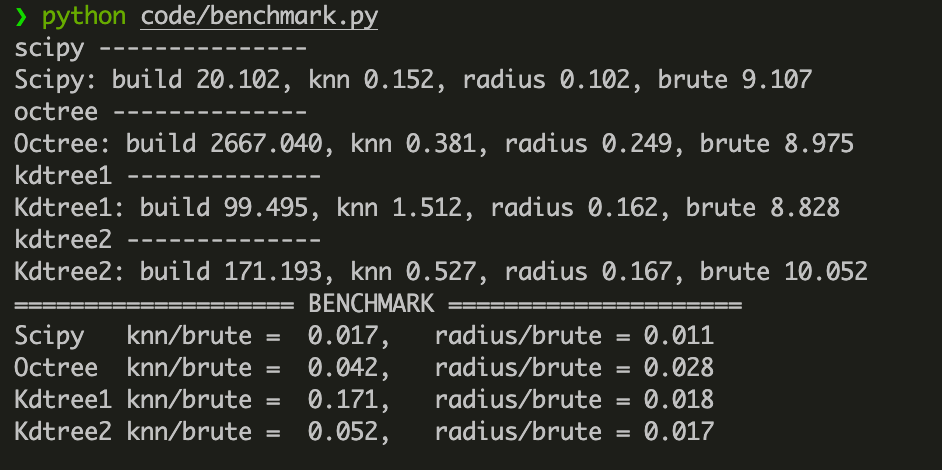 ❯ python code/benchmark.py
scipy ---------------
Scipy: build 20.102, knn 0.152, radius 0.102, brute 9.107
octree --------------
Octree: build 2667.040, knn 0.381, radius 0.249, brute 8.975
kdtree1 --------------
Kdtree1: build 99.495, knn 1.512, radius 0.162, brute 8.828
kdtree2 --------------
Kdtree2: build 171.193, knn 0.527, radius 0.167, brute 10.052
==================== BENCHMARK =====================
Scipy   knn/brute =  0.017,   radius/brute = 0.011
Octree  knn/brute =  0.042,   radius/brute = 0.028
Kdtree1 knn/brute =  0.171,   radius/brute = 0.018
Kdtree2 knn/brute =  0.052,   radius/brute = 0.017